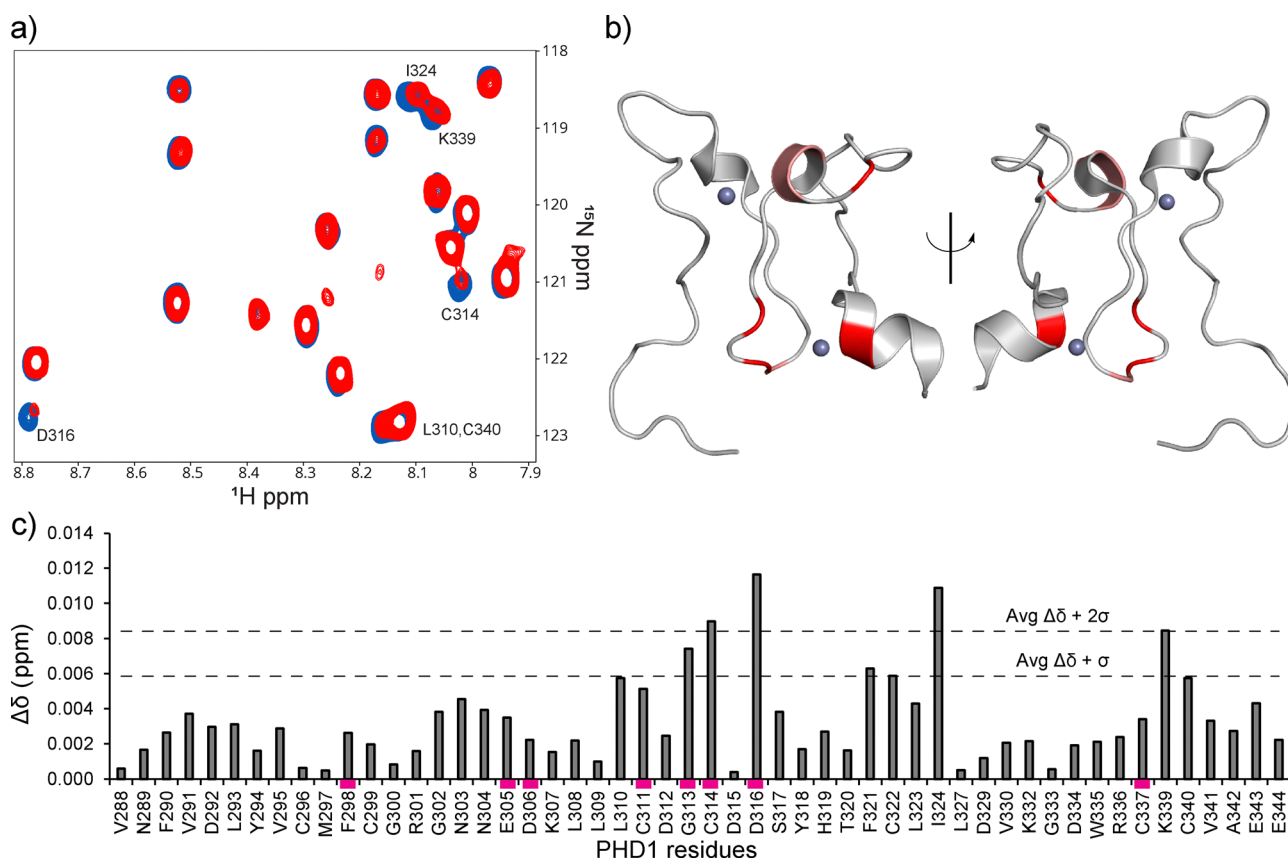 a)
b)
118
119
120
121
122
123
¹⁵N ppm
I324
K339
C314
D316
L310,C340
8.8
8.7
8.6
8.5
8.4
8.3
8.2
8.1
8
7.9
¹H ppm
c)
0.014
0.012
0.010
0.008
0.006
0.004
0.002
0.000
Δδ (ppm)
Avg Δδ + 2σ
Avg Δδ + σ
V288
N289
F290
V291
D292
L293
Y294
V295
C296
M297
F298
C299
G300
R301
G302
N303
N304
E305
D306
K307
L308
L309
L310
C311
D312
G313
C314
D315
D316
S317
Y318
H319
T320
F321
C322
L323
I324
L327
D329
V330
K332
G333
D334
W335
R336
C337
K339
C340
V341
A342
E343
E344
PHD1 residues